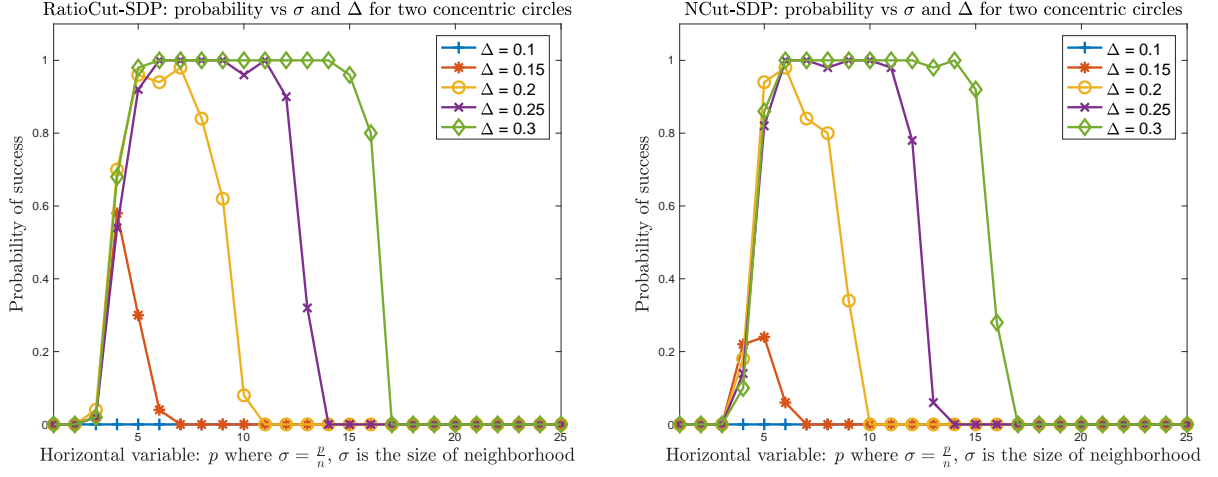 RatioCut-SDP: probability vs σ and Δ for two concentric circles
Probability of success
1
0.8
0.6
0.4
0.2
0
5
10
15
20
25
Δ = 0.1
Δ = 0.15
Δ = 0.2
Δ = 0.25
Δ = 0.3
Horizontal variable: p where σ = p/n, σ is the size of neighborhood
NCut-SDP: probability vs σ and Δ for two concentric circles
Probability of success
1
0.8
0.6
0.4
0.2
0
5
10
15
20
25
Δ = 0.1
Δ = 0.15
Δ = 0.2
Δ = 0.25
Δ = 0.3
Horizontal variable: p where σ = p/n, σ is the size of neighborhood